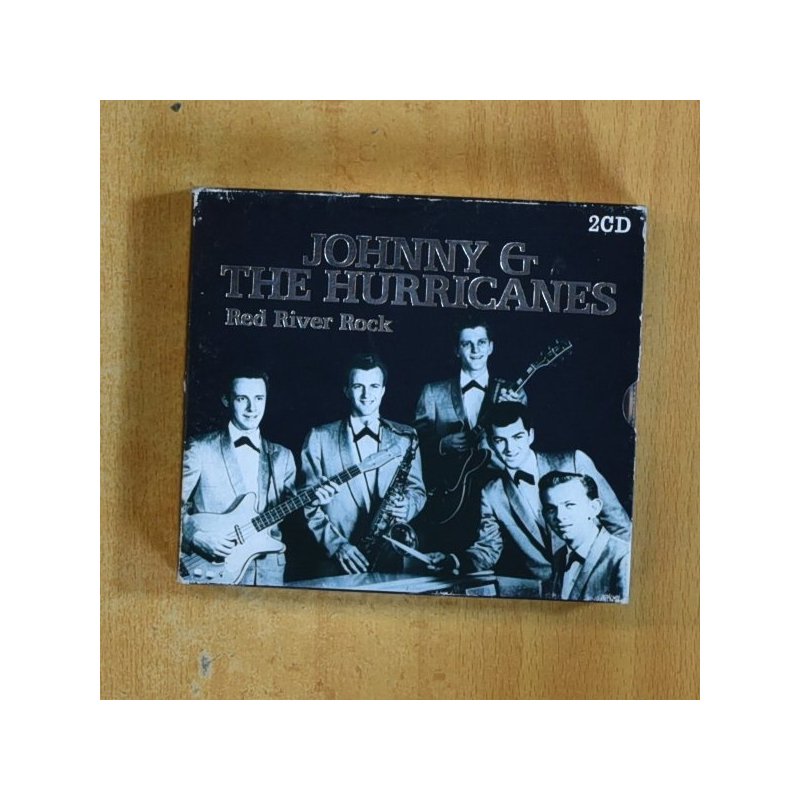 2CD
JOHNNY &
THE HURRICANES
Red River Rock